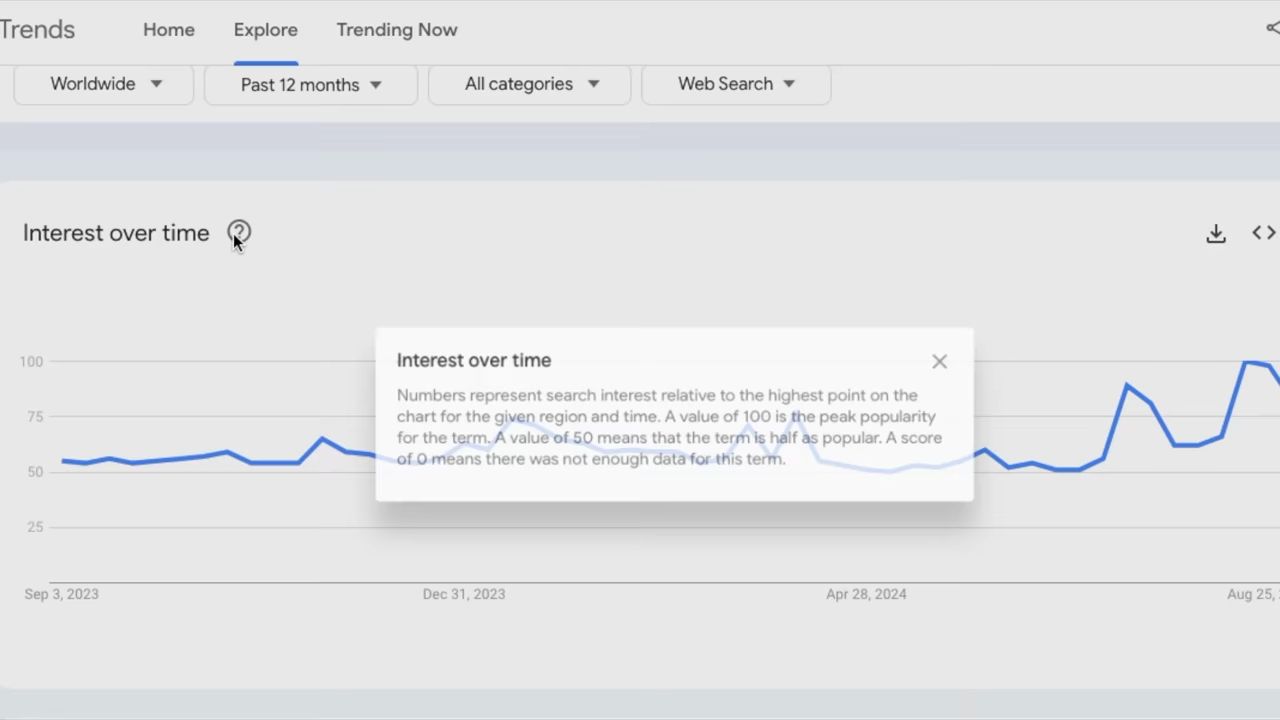 Trends Home Explore Trending Now
Worldwide Past 12 months All categories Web Search
Interest over time
100
75
50
25
Interest over time
Numbers represent search interest relative to the highest point on the
chart for the given region and time. A value of 100 is the peak popularity
for the term. A value of 50 means that the term is half as popular. A score
of 0 means there was not enough data for this term.
Sep 3, 2023 Dec 31, 2023 Apr 28, 2024 Aug 25,